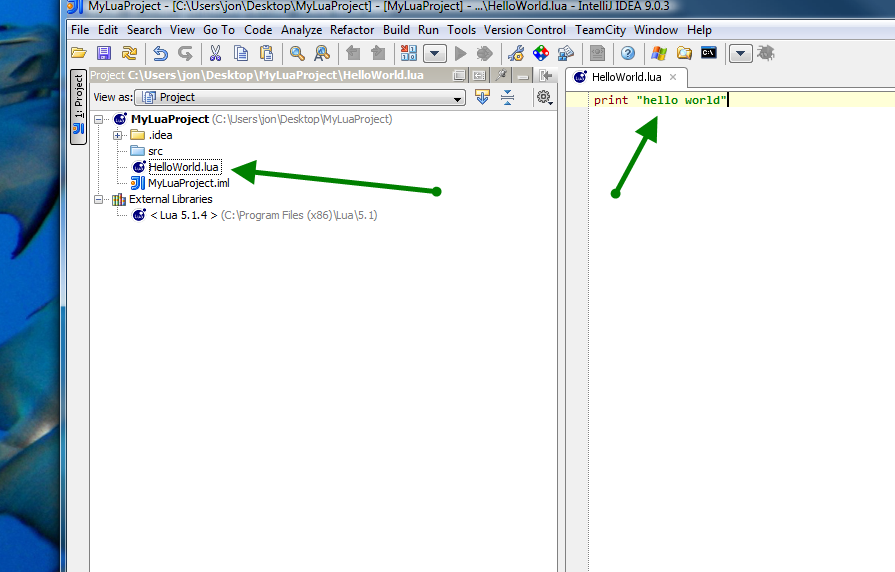 MyLuaProject - [C:\Users\jon\Desktop\MyLuaProject] - [MyLuaProject] - ...\HelloWorld.lua - IntelliJ IDEA 9.0.3
File Edit Search View Go To Code Analyze Refactor Build Run Tools Version Control TeamCity Window Help
Project C:\Users\jon\Desktop\MyLuaProject\HelloWorld.lua
HelloWorld.lua
1: Project
View as: Project
print "hello world"
MyLuaProject (C:\Users\jon\Desktop\MyLuaProject)
.idea
src
HelloWorld.lua
MyLuaProject.iml
External Libraries
< Lua 5.1.4 > (C:\Program Files (x86)\Lua\5.1)